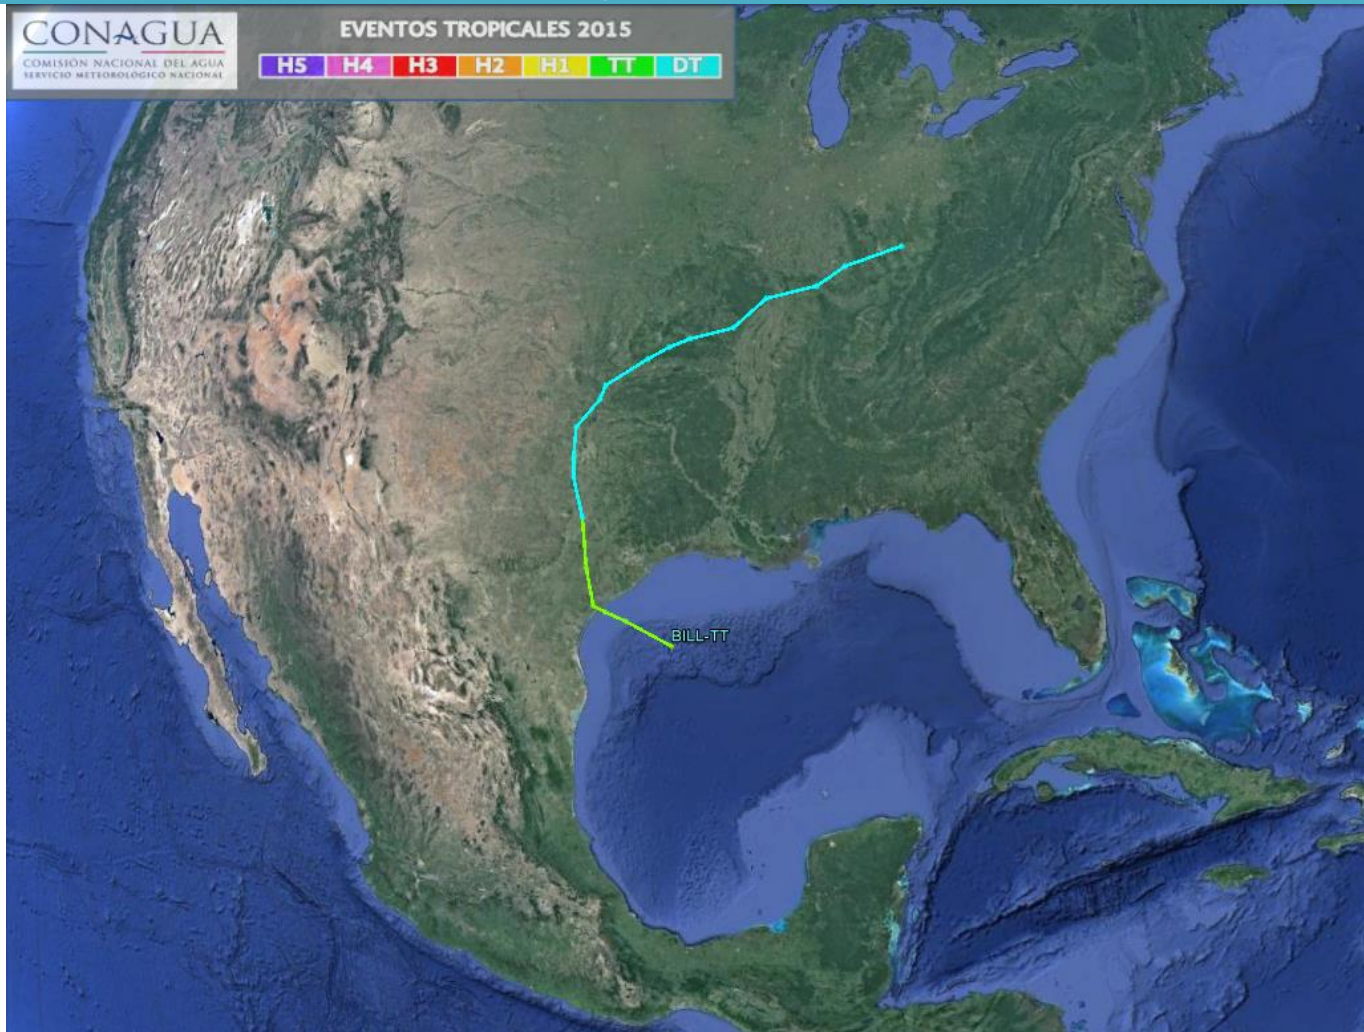 CONAGUA
COMISIÓN NACIONAL DEL AGUA
SERVICIO METEOROLÓGICO NACIONAL
EVENTOS TROPICALES 2015
H5 H4 H3 H2 H1 TT DT
BILL-TT